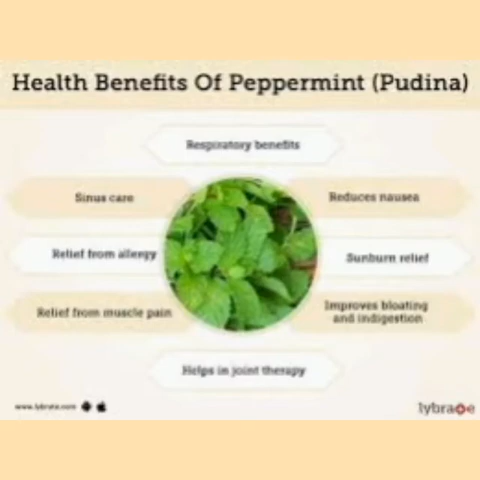 Health Benefits Of Peppermint (Pudina)
Respiratory benefits
Sinus care
Reduces nausea
Relief from allergy
Sunburn relief
Relief from muscle pain
Improves bloating
and indigestion
Helps in joint therapy
www.lybrate.com
lybrate